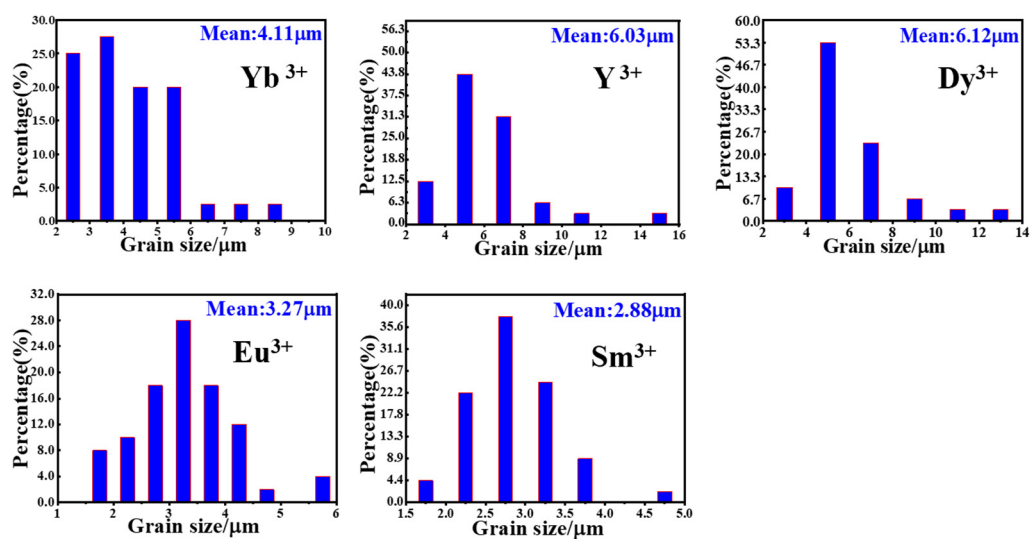 30.0
25.0
20.0
15.0
10.0
5.0
0.0
Percentage(%)
Mean:4.11μm
Yb³⁺
2 3 4 5 6 7 8 9 10
Grain size/μm
56.3
50.0
43.8
37.5
31.3
25.0
18.8
12.5
6.3
0.0
Percentage(%)
Mean:6.03μm
Y³⁺
2 4 6 8 10 12 14 16
Grain size/μm
60.0
53.3
46.7
40.0
33.3
26.7
20.0
13.3
6.7
0.0
Percentage(%)
Mean:6.12μm
Dy³⁺
2 4 6 8 10 12 14
Grain size/μm
32.0
28.0
24.0
20.0
16.0
12.0
8.0
4.0
0.0
Percentage(%)
Mean:3.27μm
Eu³⁺
1 2 3 4 5 6
Grain size/μm
40.0
35.6
31.1
26.7
22.2
17.8
13.3
8.9
4.4
0.0
Percentage(%)
Mean:2.88μm
Sm³⁺
1.5 2.0 2.5 3.0 3.5 4.0 4.5 5.0
Grain size/μm